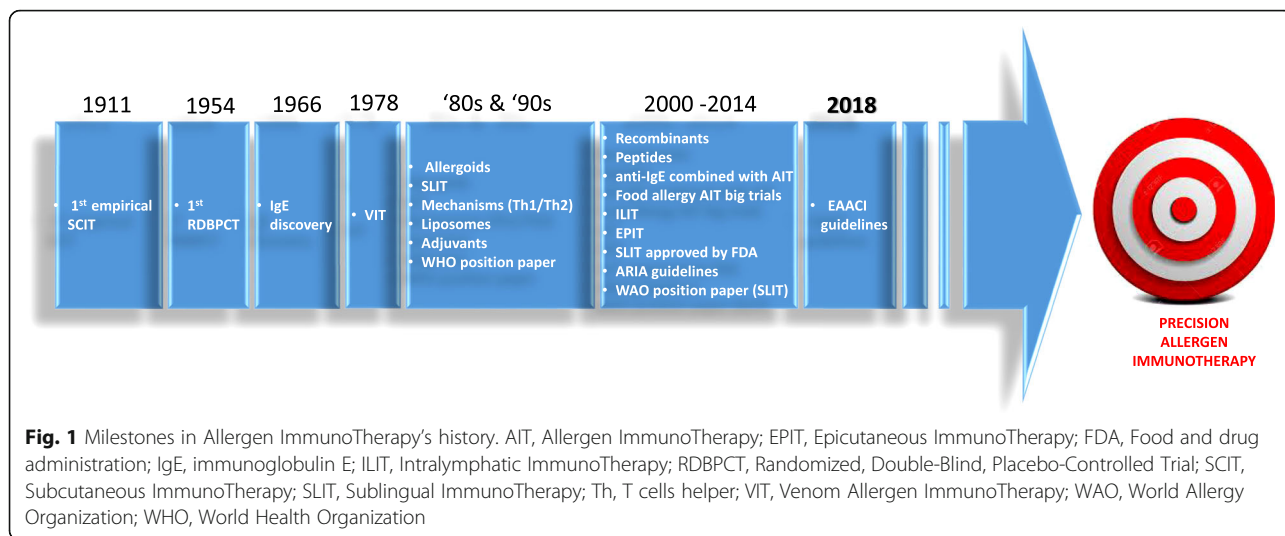 1911
1954
1966
1978
‘80s & ‘90s
2000 -2014
2018
• 1st empirical
SCIT
• 1st
RDBPCT
• IgE
discovery
• VIT
• Allergoids
• SLIT
• Mechanisms (Th1/Th2)
• Liposomes
• Adjuvants
• WHO position paper
• Recombinants
• Peptides
• anti-IgE combined with AIT
• Food allergy AIT big trials
• ILIT
• EPIT
• SLIT approved by FDA
• ARIA guidelines
• WAO position paper (SLIT)
• EAACI
guidelines
PRECISION
ALLERGEN
IMMUNOTHERAPY
Fig. 1 Milestones in Allergen ImmunoTherapy's history. AIT, Allergen ImmunoTherapy; EPIT, Epicutaneous ImmunoTherapy; FDA, Food and drug
administration; IgE, immunoglobulin E; ILIT, Intralymphatic ImmunoTherapy; RDBPCT, Randomized, Double-Blind, Placebo-Controlled Trial; SCIT,
Subcutaneous ImmunoTherapy; SLIT, Sublingual ImmunoTherapy; Th, T cells helper; VIT, Venom Allergen ImmunoTherapy; WAO, World Allergy
Organization; WHO, World Health Organization